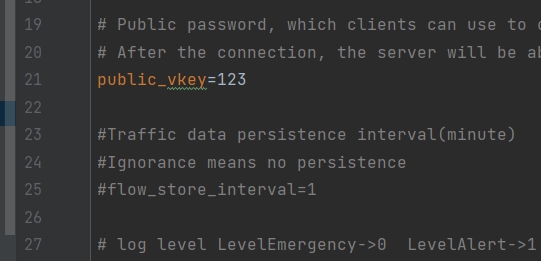 19 # Public password, which clients can use to
20 # After the connection, the server will be
21 public_vkey=123
22
23 #Traffic data persistence interval(minute)
24 #Ignorance means no persistence
25 #flow_store_interval=1
26
27 # log level LevelEmergency->0 LevelAlert->1